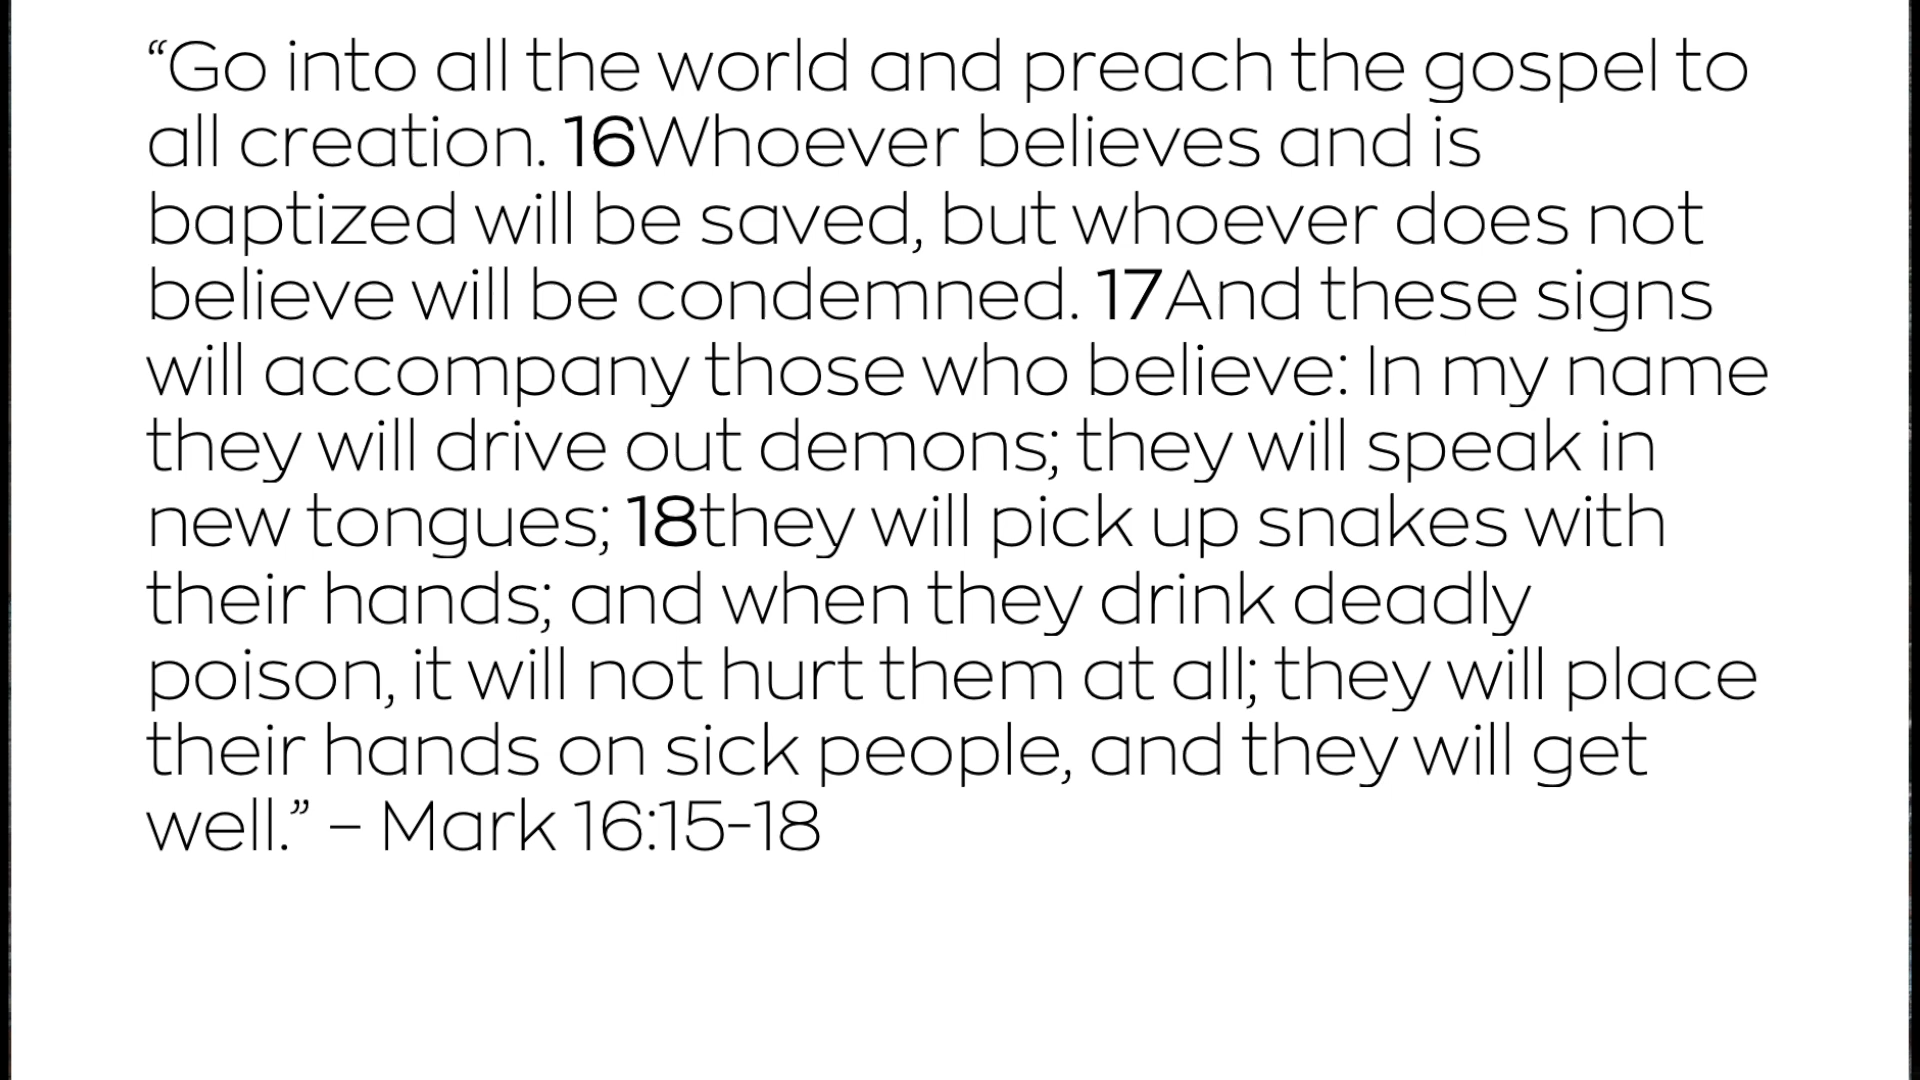 “Go into all the world and preach the gospel to
all creation. 16Whoever believes and is
baptized will be saved, but whoever does not
believe will be condemned. 17And these signs
will accompany those who believe: In my name
they will drive out demons; they will speak in
new tongues; 18they will pick up snakes with
their hands; and when they drink deadly
poison, it will not hurt them at all; they will place
their hands on sick people, and they will get
well.” – Mark 16:15-18